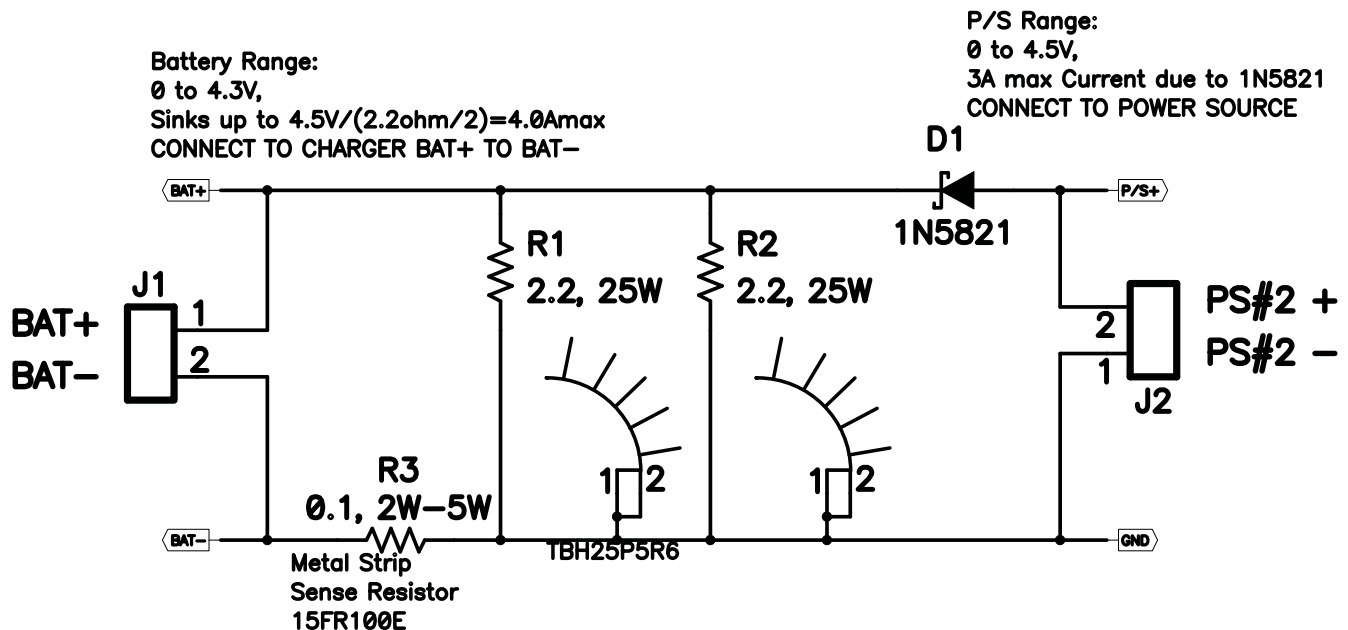 P/S Range:
0 to 4.5V,
3A max Current due to 1N5821
CONNECT TO POWER SOURCE
Battery Range:
0 to 4.3V,
Sinks up to 4.5V/(2.2ohm/2)=4.0Amax
CONNECT TO CHARGER BAT+ TO BAT-
D1
1N5821
BAT+
P/S+
R1
2.2, 25W
R2
2.2, 25W
J1
BAT+
1
BAT-
2
2
PS#2 +
1
PS#2 -
J2
1
2
1
2
R3
0.1, 2W-5W
BAT-
GND
TBH25P5R6
Metal Strip
Sense Resistor
15FR100E